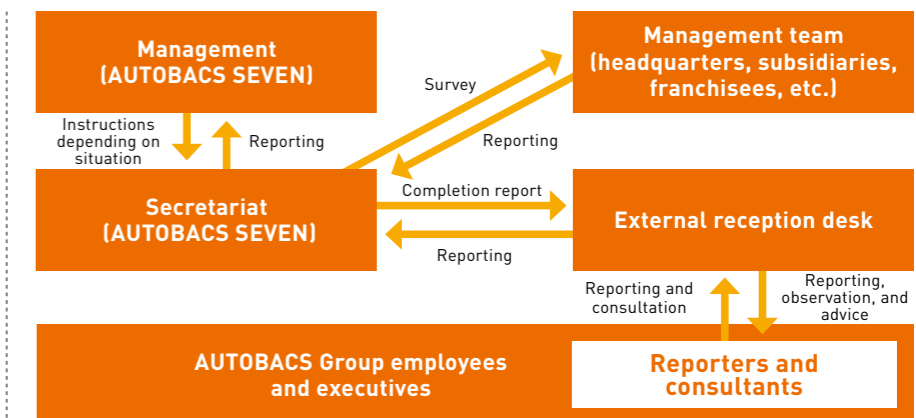 Management
(AUTOBACS SEVEN)
Management team
(headquarters, subsidiaries,
franchisees, etc.)
Survey
Instructions
depending on
situation
Reporting
Reporting
Secretariat
(AUTOBACS SEVEN)
Completion report
External reception desk
Reporting
Reporting and
consultation
Reporting,
observation, and
advice
AUTOBACS Group employees
and executives
Reporters and
consultants